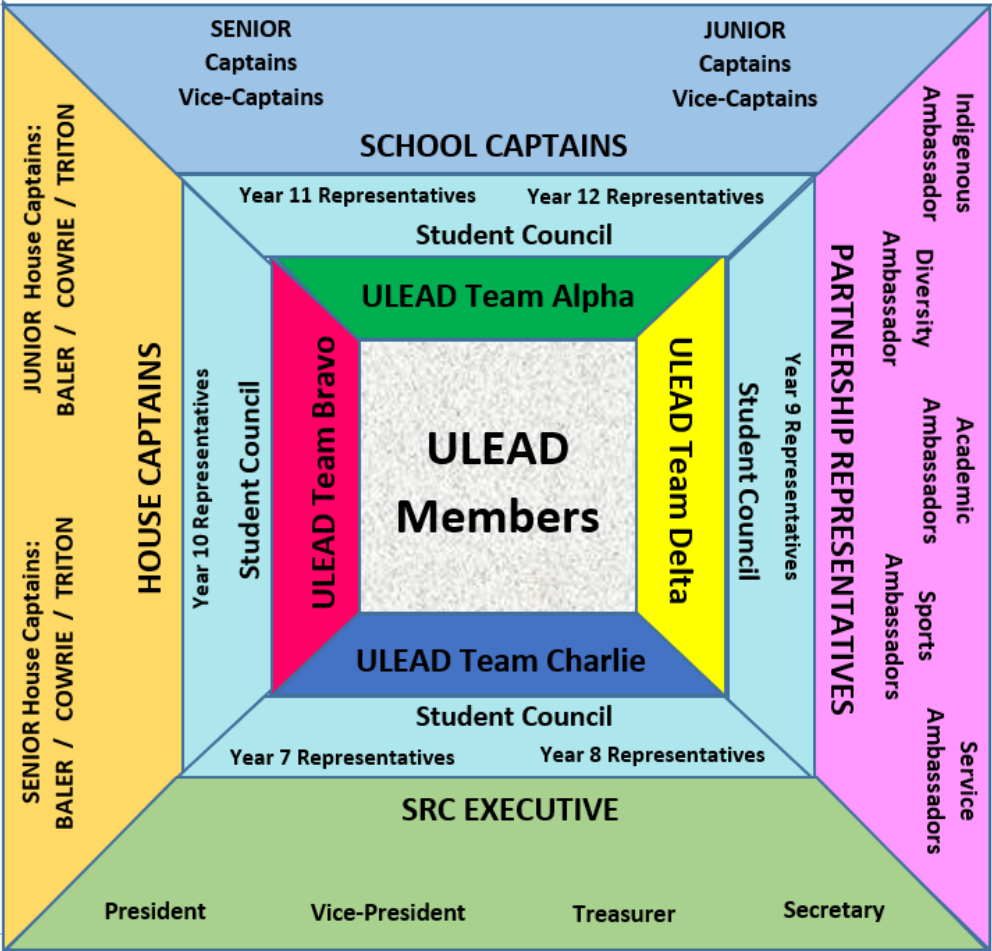 SENIOR
Captains
Vice-Captains
JUNIOR
Captains
Vice-Captains
SCHOOL CAPTAINS
JUNIOR House Captains:
BALER / COWRIE / TRITON
SENIOR House Captains:
BALER / COWRIE / TRITON
HOUSE CAPTAINS
Year 11 Representatives
Year 12 Representatives
Student Council
Year 10 Representatives
Student Council
ULEAD Team Alpha
ULEAD Team Bravo
ULEAD
Members
ULEAD Team Delta
ULEAD Team Charlie
Student Council
Year 9 Representatives
Student Council
Year 7 Representatives
Year 8 Representatives
PARTNERSHIP REPRESENTATIVES
Indigenous
Ambassador
Diversity
Ambassador
Academic
Ambassadors
Sports
Ambassadors
Service
Ambassadors
SRC EXECUTIVE
President
Vice-President
Treasurer
Secretary